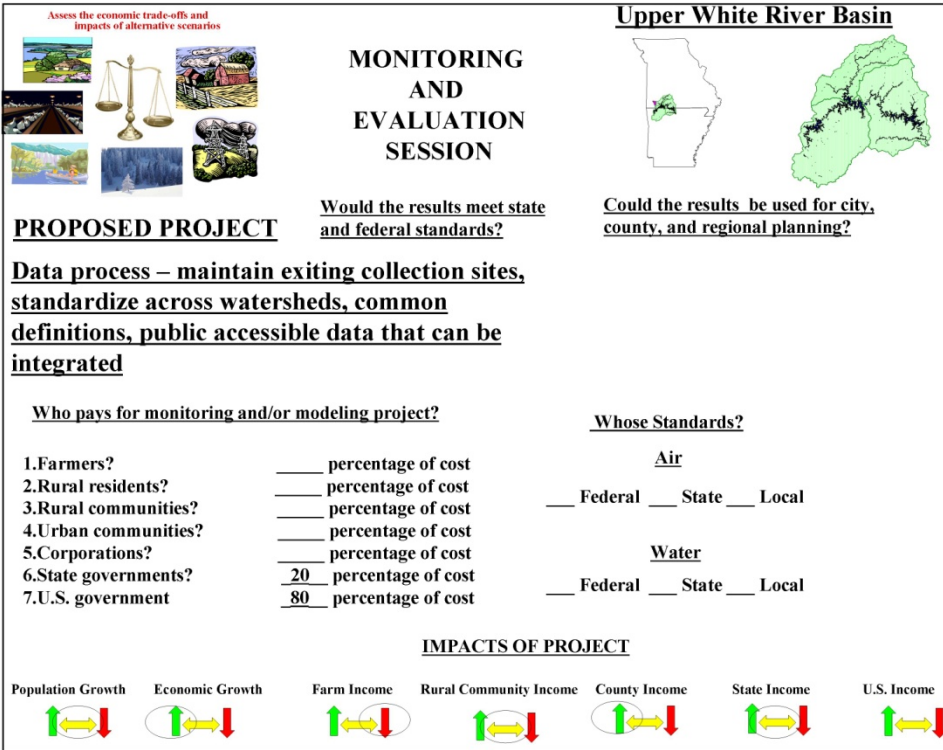 Assess the economic trade-offs and
impacts of alternative scenarios
MONITORING
AND
EVALUATION
SESSION
Upper White River Basin
PROPOSED PROJECT
Would the results meet state
and federal standards?
Could the results be used for city,
county, and regional planning?
Data process – maintain exiting collection sites,
standardize across watersheds, common
definitions, public accessible data that can be
integrated
Who pays for monitoring and/or modeling project?
1.Farmers? _____ percentage of cost
2.Rural residents? _____ percentage of cost
3.Rural communities? _____ percentage of cost
4.Urban communities? _____ percentage of cost
5.Corporations? _____ percentage of cost
6.State governments? _20__ percentage of cost
7.U.S. government _80__ percentage of cost
Whose Standards?
Air
___ Federal ___ State ___ Local
Water
___ Federal ___ State ___ Local
IMPACTS OF PROJECT
Population Growth Economic Growth Farm Income Rural Community Income County Income State Income U.S. Income